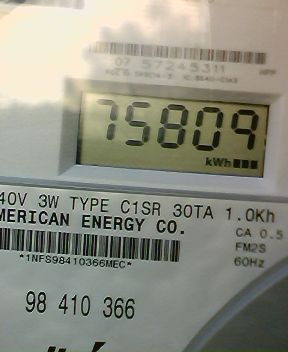 07 57245311
75809
kWh
40V 3W TYPE C1SR 30TA 1.0Kh
MERICAN ENERGY CO.
CA 0.5
FM2S
*1NFS98410366MEC*
60Hz
98 410 366